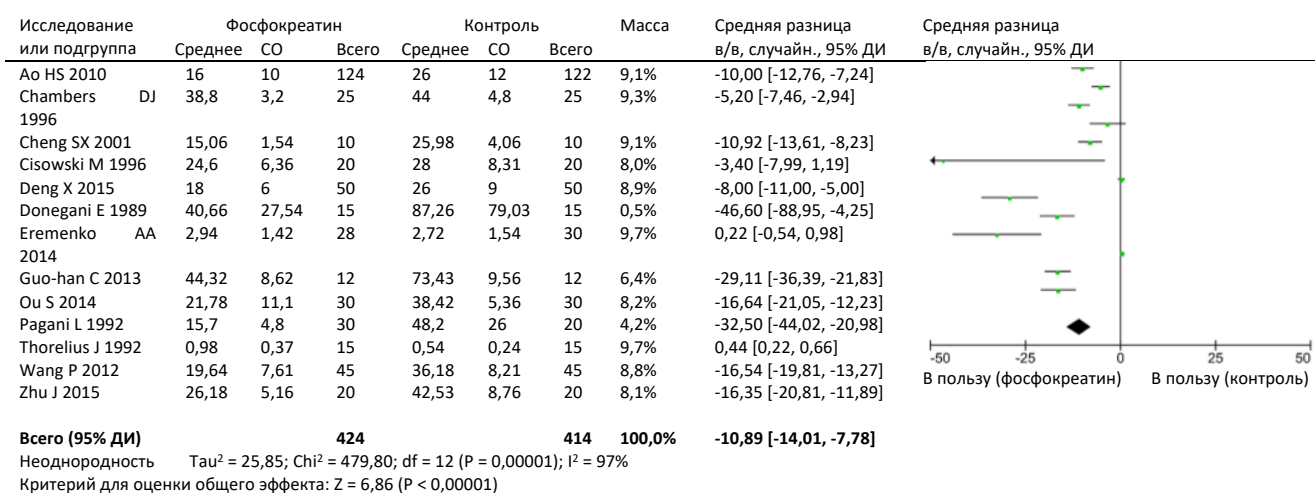 Исследование Фосфокреатин Контроль Масса Средняя разница Средняя разница
или подгруппа Среднее СО Всего Среднее СО Всего в/в, случайн., 95% ДИ в/в, случайн., 95% ДИ
Ao HS 2010 16 10 124 26 12 122 9,1% -10,00 [-12,76, -7,24]
Chambers DJ 38,8 3,2 25 44 4,8 25 9,3% -5,20 [-7,46, -2,94]
1996
Cheng SX 2001 15,06 1,54 10 25,98 4,06 10 9,1% -10,92 [-13,61, -8,23]
Cisowski M 1996 24,6 6,36 20 28 8,31 20 8,0% -3,40 [-7,99, 1,19]
Deng X 2015 18 6 50 26 9 50 8,9% -8,00 [-11,00, -5,00]
Donegani E 1989 40,66 27,54 15 87,26 79,03 15 0,5% -46,60 [-88,95, -4,25]
Eremenko AA 2,94 1,42 28 2,72 1,54 30 9,7% 0,22 [-0,54, 0,98]
2014
Guo-han C 2013 44,32 8,62 12 73,43 9,56 12 6,4% -29,11 [-36,39, -21,83]
Ou S 2014 21,78 11,1 30 38,42 5,36 30 8,2% -16,64 [-21,05, -12,23]
Pagani L 1992 15,7 4,8 30 48,2 26 20 4,2% -32,50 [-44,02, -20,98]
Thorelius J 1992 0,98 0,37 15 0,54 0,24 15 9,7% 0,44 [0,22, 0,66]
Wang P 2012 19,64 7,61 45 36,18 8,21 45 8,8% -16,54 [-19,81, -13,27]
Zhu J 2015 26,18 5,16 20 42,53 8,76 20 8,1% -16,35 [-20,81, -11,89]
-50 -25 0 25 50
В пользу (фосфокреатин) В пользу (контроль)
Всего (95% ДИ) 424 414 100,0% -10,89 [-14,01, -7,78]
Неоднородность Tau² = 25,85; Chi² = 479,80; df = 12 (P = 0,00001); I² = 97%
Критерий для оценки общего эффекта: Z = 6,86 (P < 0,00001)